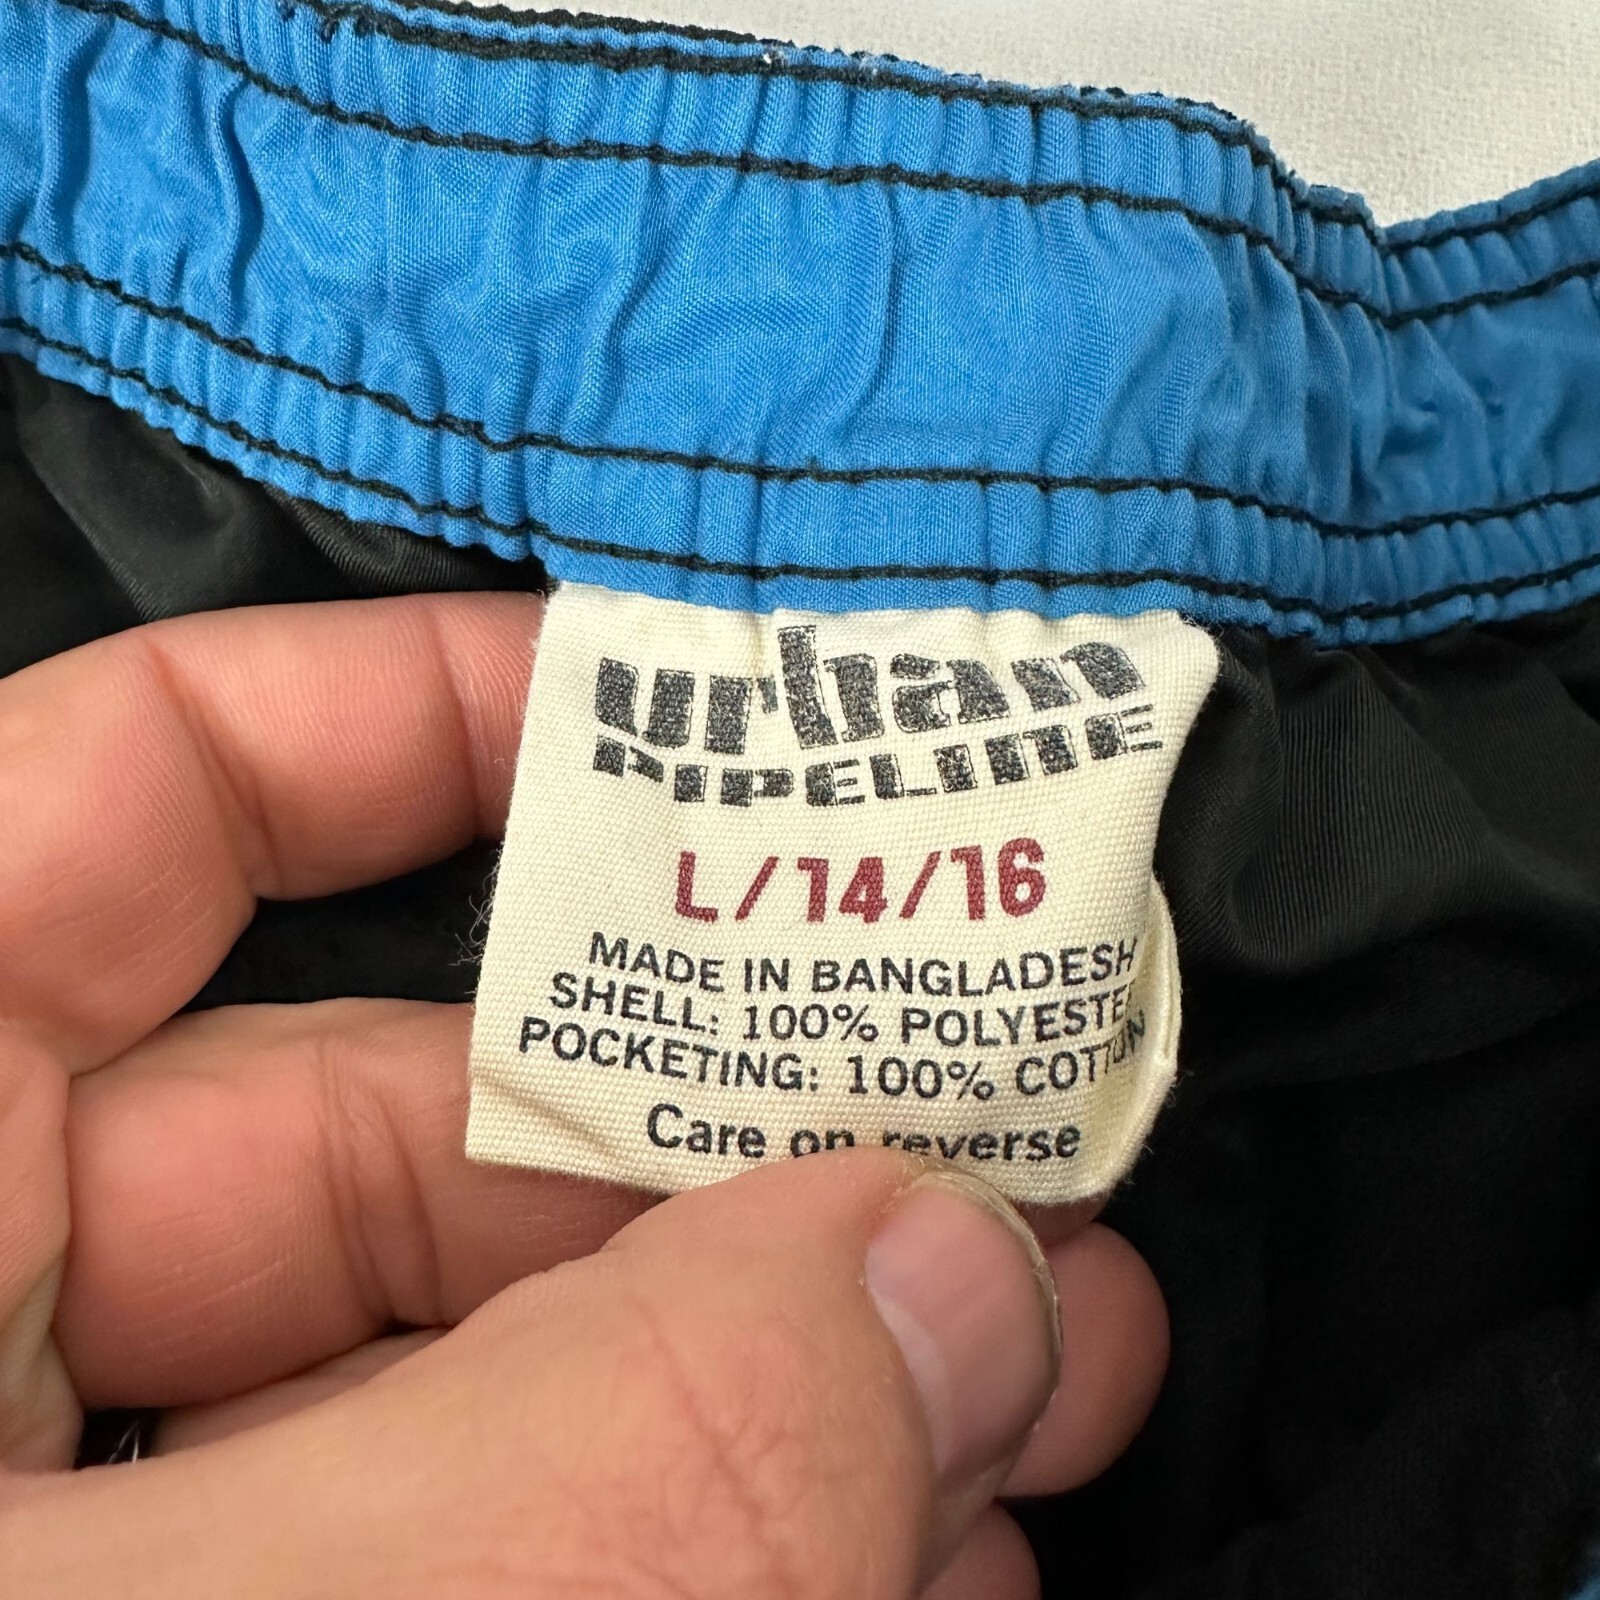 urban
PIPELINE
L/14/16
MADE IN BANGLADESH
SHELL: 100% POLYESTER
POCKETING: 100% COTTON
Care on reverse